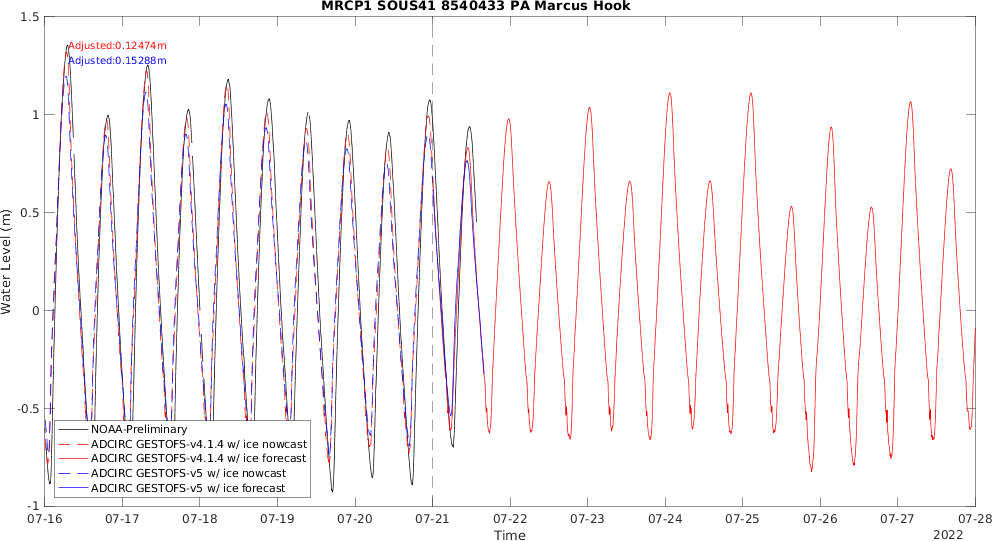 MRCP1 SOUS41 8540433 PA Marcus Hook
Adjusted:0.12474m
Adjusted:0.15288m
Water Level (m)
1.5
1
0.5
0
-0.5
-1
NOAA-Preliminary
ADCIRC GESTOFS-v4.1.4 w/ ice nowcast
ADCIRC GESTOFS-v4.1.4 w/ ice forecast
ADCIRC GESTOFS-v5 w/ ice nowcast
ADCIRC GESTOFS-v5 w/ ice forecast
07-16 07-17 07-18 07-19 07-20 07-21 07-22 07-23 07-24 07-25 07-26 07-27 07-28
Time
2022